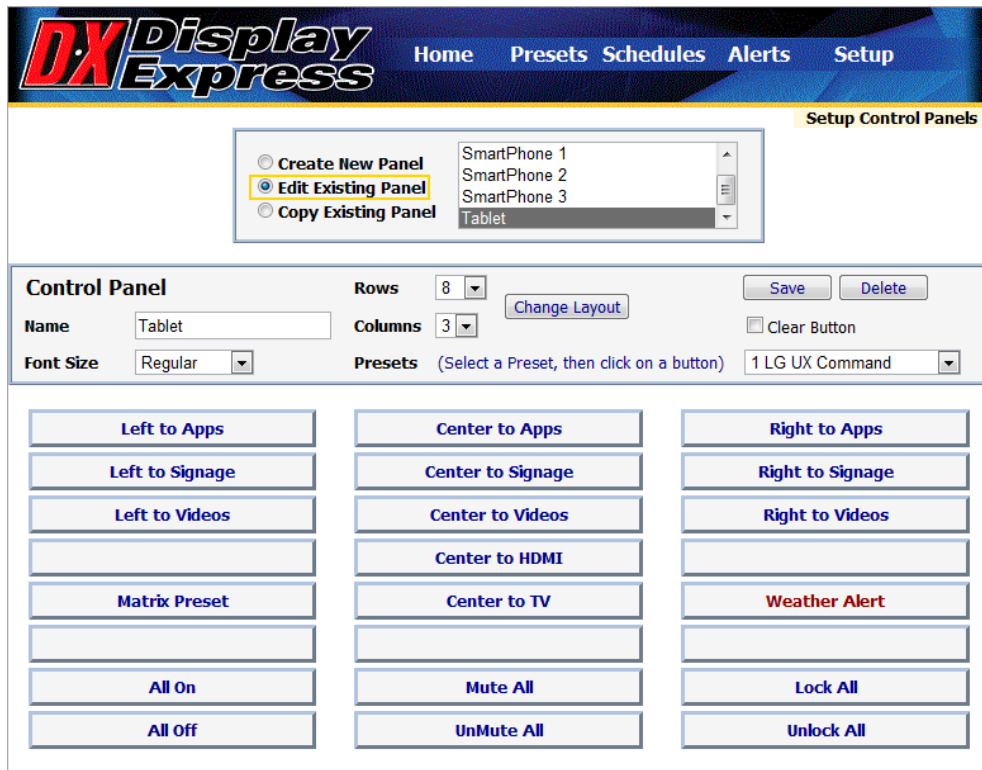 D·X Display
Express
Home Presets Schedules Alerts Setup
Setup Control Panels
Create New Panel
Edit Existing Panel
Copy Existing Panel
SmartPhone 1
SmartPhone 2
SmartPhone 3
Tablet
Control Panel Rows 8 Change Layout Save Delete
Name Tablet Columns 3 Clear Button
Font Size Regular Presets (Select a Preset, then click on a button) 1 LG UX Command
Left to Apps Center to Apps Right to Apps
Left to Signage Center to Signage Right to Signage
Left to Videos Center to Videos Right to Videos
Center to HDMI
Matrix Preset Center to TV Weather Alert
All On Mute All Lock All
All Off UnMute All Unlock All